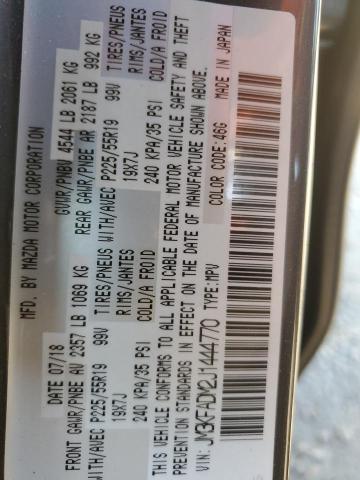 MFD. BY MAZDA MOTOR CORPORATION
07/18 GVWR/PNBV 4544 LB 2061 KG
FRONT GAWR/PNBE AV 2357 LB 1069 KG REAR GAWR/PNBE AR 2187 LB 992 KG
WITH/AVEC P225/55R19 99V TIRES/PNEUS WITH/AVEC P225/55R19 99V TIRES/PNEUS
19X7J RIMS/JANTES 19X7J RIMS/JANTES
240 KPA/35 PSI COLD/A FROID 240 KPA/35 PSI COLD/A FROID
THIS VEHICLE CONFORMS TO ALL APPLICABLE FEDERAL MOTOR VEHICLE SAFETY AND THEFT
PREVENTION STANDARDS IN EFFECT ON THE DATE OF MANUFACTURE SHOWN ABOVE.
COLOR CODE: 46G MADE IN JAPAN
VIN: JM3KFADM2J1444770 TYPE: MPV